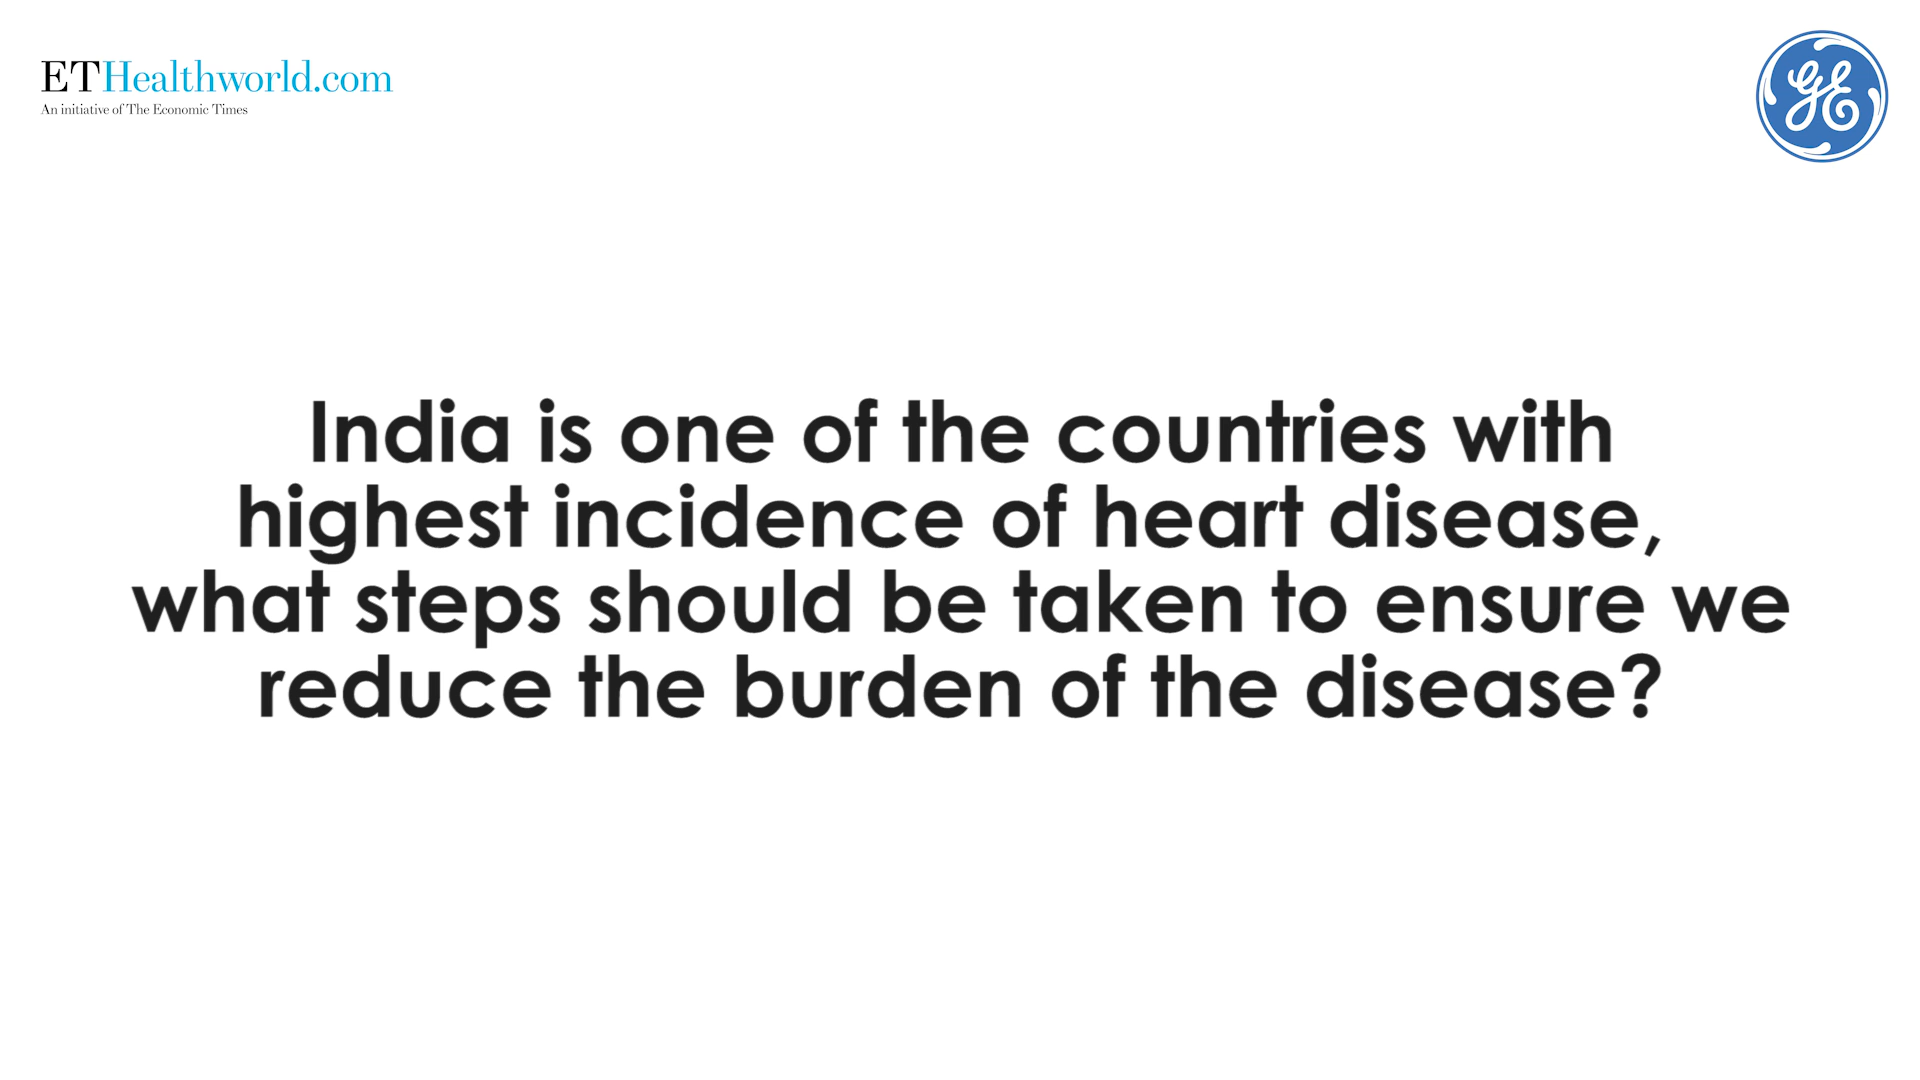 ETHealthworld.com
An initiative of The Economic Times
GE
India is one of the countries with
highest incidence of heart disease,
what steps should be taken to ensure we
reduce the burden of the disease?